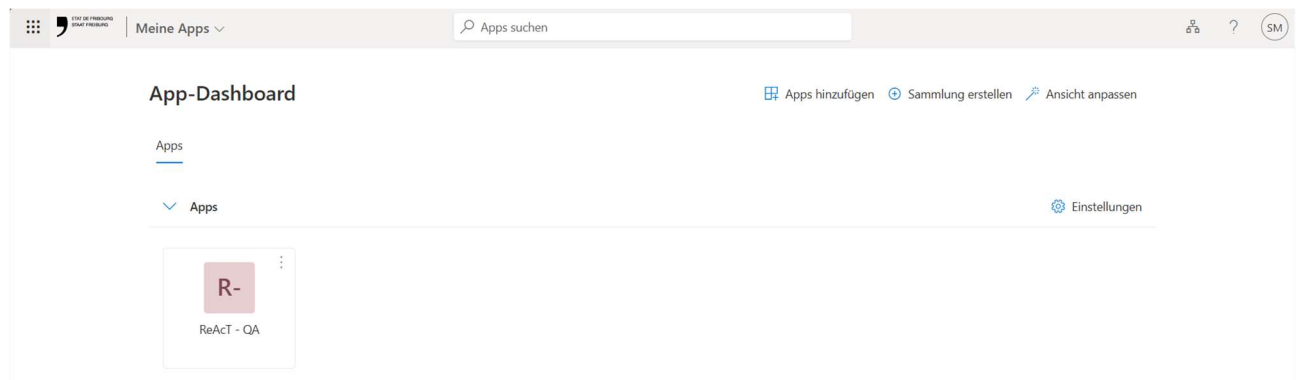 ETAT DE FRIBOURG
STAAT FREIBURG
Meine Apps
Apps suchen
?
SM
App-Dashboard
Apps hinzufügen
Sammlung erstellen
Ansicht anpassen
Apps
Apps
Einstellungen
R-
ReAcT - QA